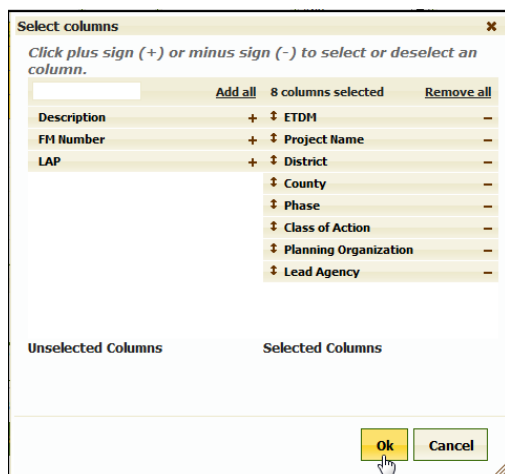 Select columns ×
Click plus sign (+) or minus sign (-) to select or deselect an
column.
Add all 8 columns selected Remove all
Description + ETDM −
FM Number + Project Name −
LAP + District −
County −
Phase −
Class of Action −
Planning Organization −
Lead Agency −
Unselected Columns Selected Columns
Ok Cancel